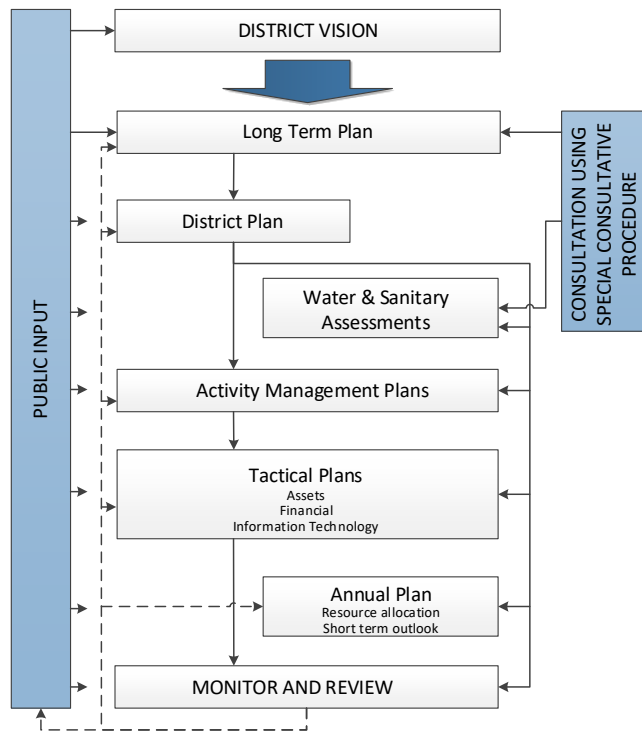 DISTRICT VISION
Long Term Plan
District Plan
Water & Sanitary
Assessments
Activity Management Plans
Tactical Plans
Assets
Financial
Information Technology
Annual Plan
Resource allocation
Short term outlook
MONITOR AND REVIEW
PUBLIC INPUT
CONSULTATION USING
SPECIAL CONSULTATIVE
PROCEDURE